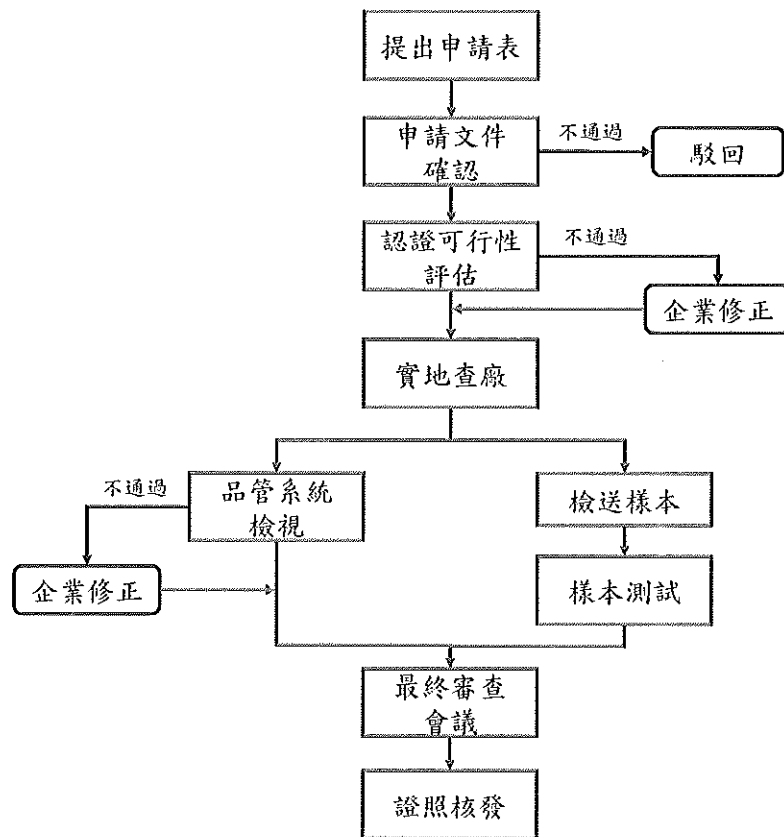 提出申請表
申請文件
確認
不通過
駁回
認證可行性
評估
不通過
企業修正
實地查廠
品管系統
檢視
不通過
企業修正
檢送樣本
樣本測試
最終審查
會議
證照核發